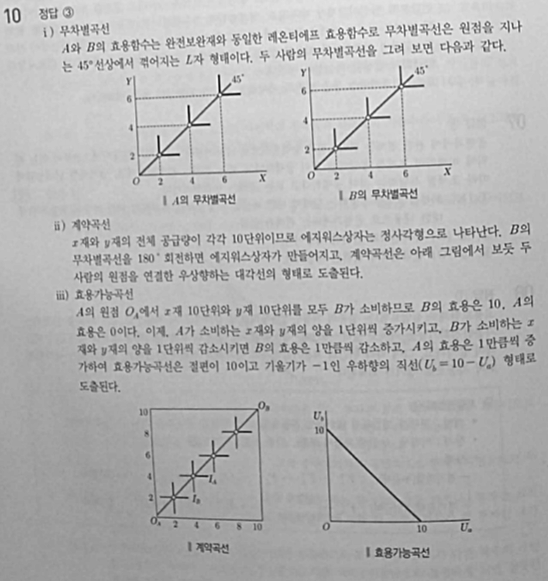 10 정답 ③
ⅰ) 무차별곡선
A와 B의 효용함수는 완전보완재와 동일한 레온티에프 효용함수로 무차별곡선은 원점을 지나
는 45°선상에서 꺾어지는 L자 형태이다. 두 사람의 무차별곡선을 그려 보면 다음과 같다.
Y 45° Y 45°
6 6
4 4
2 2
O 2 4 6 X O 2 4 6 X
∥ A의 무차별곡선 ∥ B의 무차별곡선
ⅱ) 계약곡선
x재와 y재의 전체 공급량이 각각 10단위이므로 에지워스상자는 정사각형으로 나타난다. B의
무차별곡선을 180° 회전하면 에지워스상자가 만들어지고, 계약곡선은 아래 그림에서 보듯 두
사람의 원점을 연결한 우상향하는 대각선의 형태로 도출된다.
ⅲ) 효용가능곡선
A의 원점 O_A에서 x재 10단위와 y재 10단위를 모두 B가 소비하므로 B의 효용은 10, A의
효용은 0이다. 이제, A가 소비하는 x재와 y재의 양을 1단위씩 증가시키고, B가 소비하는 x
재와 y재의 양을 1단위씩 감소시키면 B의 효용은 1만큼씩 감소하고, A의 효용은 1만큼씩 증
가하여 효용가능곡선은 절편이 10이고 기울기가 -1인 우하향의 직선(U_b=10-U_a) 형태로
도출된다.
10 O_B U_b
8 10
6
4 I_A
2 I_B
O_A 2 4 6 8 10 O 10 U_a
∥ 계약곡선 ∥ 효용가능곡선